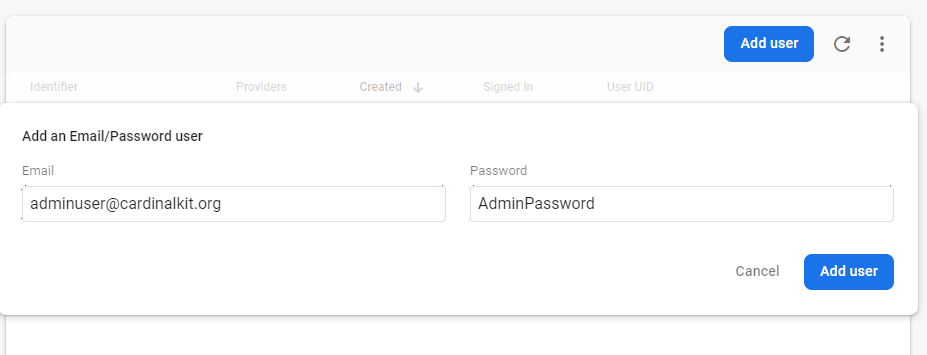 Add user
Identifier Providers Created Signed In User UID
Add an Email/Password user
Email Password
adminuser@cardinalkit.org AdminPassword
Cancel Add user